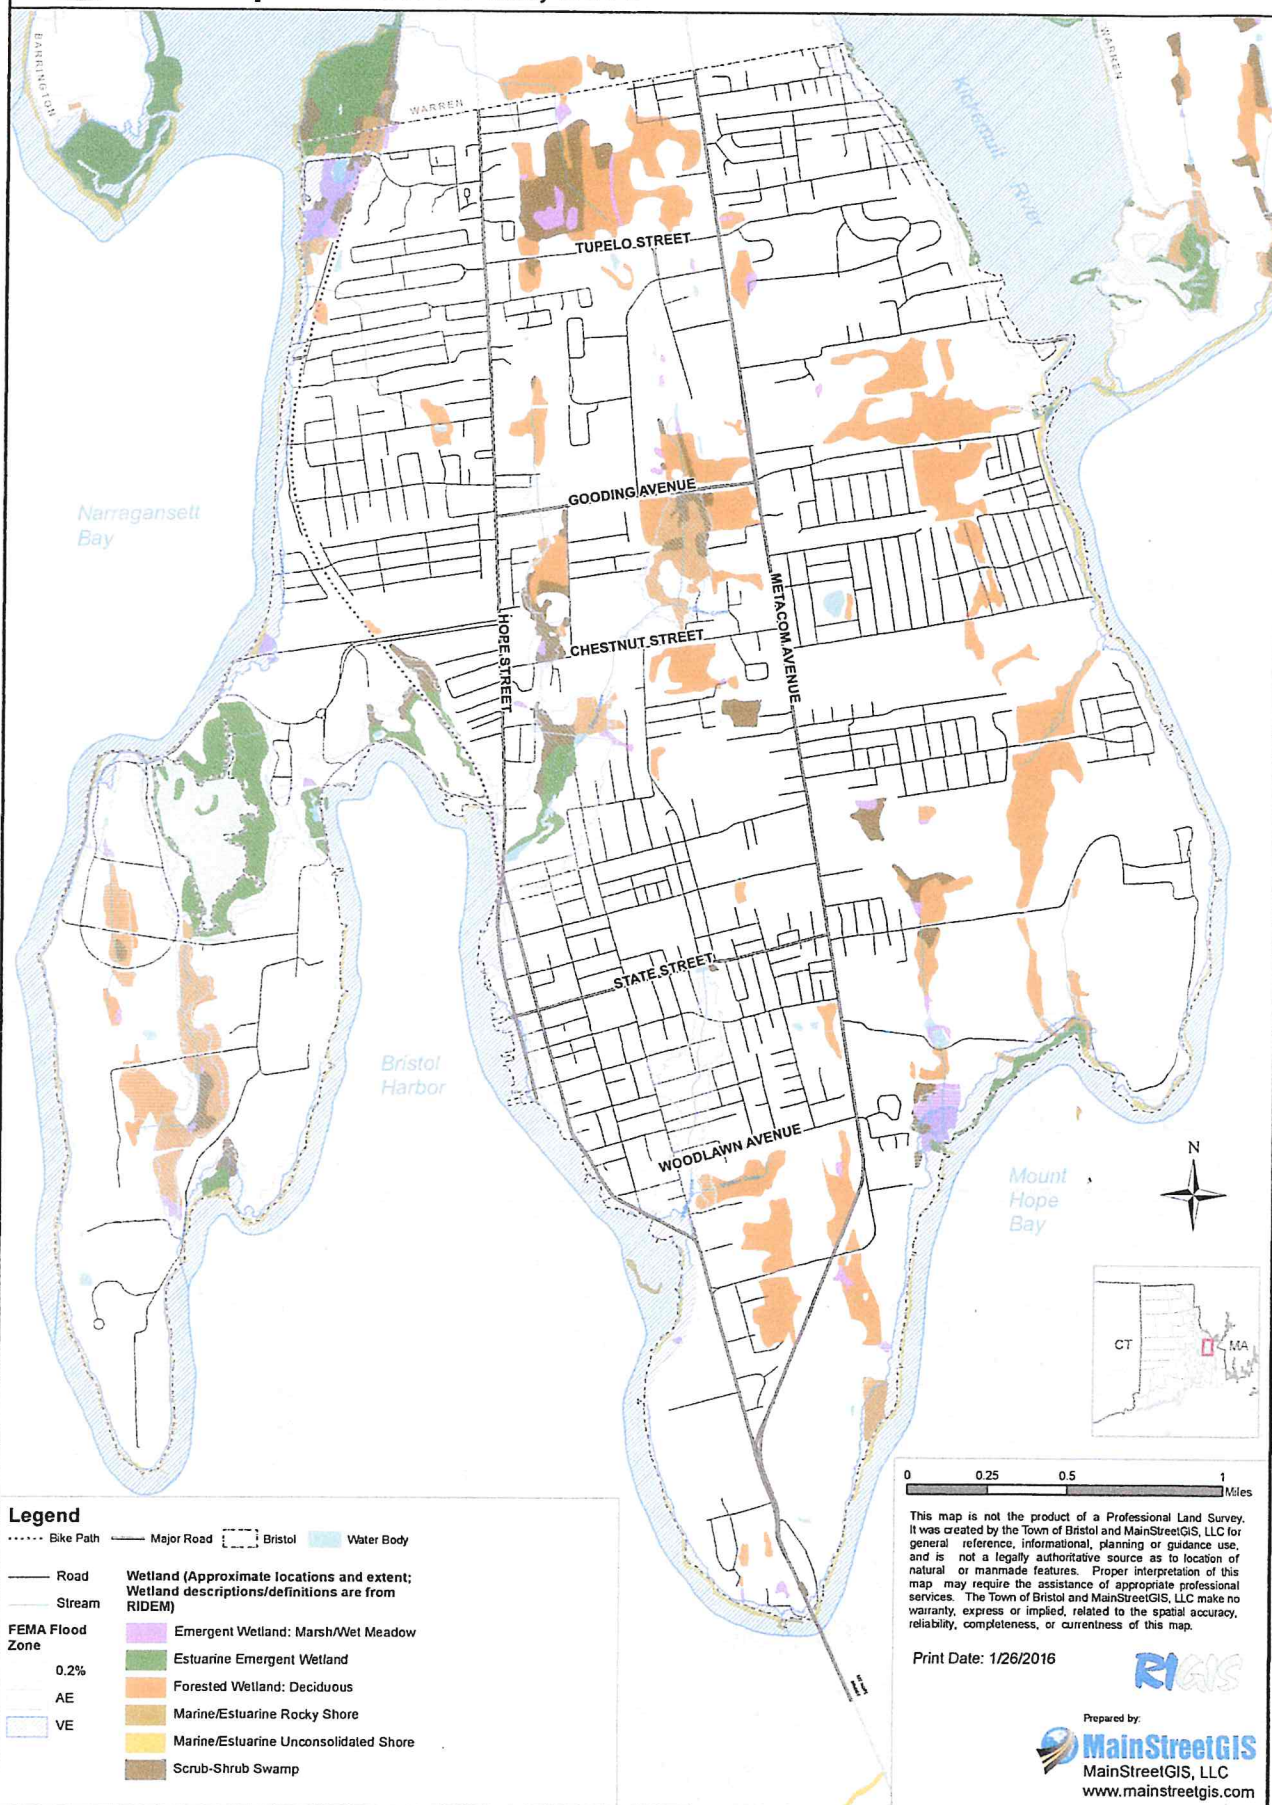 BARRINGTON
WARREN
WARREN
Kickemuit
River
TUPELO STREET
Narragansett
Bay
GOODING AVENUE
METACOM AVENUE
HOPE STREET
CHESTNUT STREET
STATE STREET
Bristol
Harbor
WOODLAWN AVENUE
Mount
Hope
Bay
N
CT
MA
0 0.25 0.5 1
Miles
Legend
Bike Path Major Road Bristol Water Body
Road
Stream
FEMA Flood
Zone
0.2%
AE
VE
Wetland (Approximate locations and extent;
Wetland descriptions/definitions are from
RIDEM)
Emergent Wetland: Marsh/Wet Meadow
Estuarine Emergent Wetland
Forested Wetland: Deciduous
Marine/Estuarine Rocky Shore
Marine/Estuarine Unconsolidated Shore
Scrub-Shrub Swamp
This map is not the product of a Professional Land Survey.
It was created by the Town of Bristol and MainStreetGIS, LLC for
general reference, informational, planning or guidance use,
and is not a legally authoritative source as to location of
natural or manmade features. Proper interpretation of this
map may require the assistance of appropriate professional
services. The Town of Bristol and MainStreetGIS, LLC make no
warranty, express or implied, related to the spatial accuracy,
reliability, completeness, or currentness of this map.
Print Date: 1/26/2016
RIGIS
Prepared by:
MainStreetGIS
MainStreetGIS, LLC
www.mainstreetgis.com